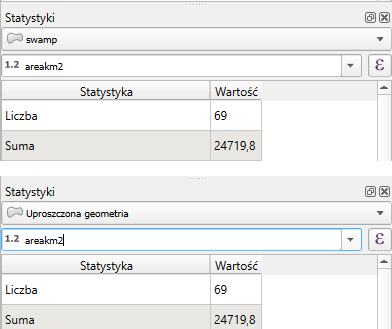 Statystyki
swamp
1.2 areakm2
ε
Statystyka Wartość
Liczba 69
Suma 24719,8
Statystyki
Uproszczona geometria
1.2 areakm2
ε
Statystyka Wartość
Liczba 69
Suma 24719,8